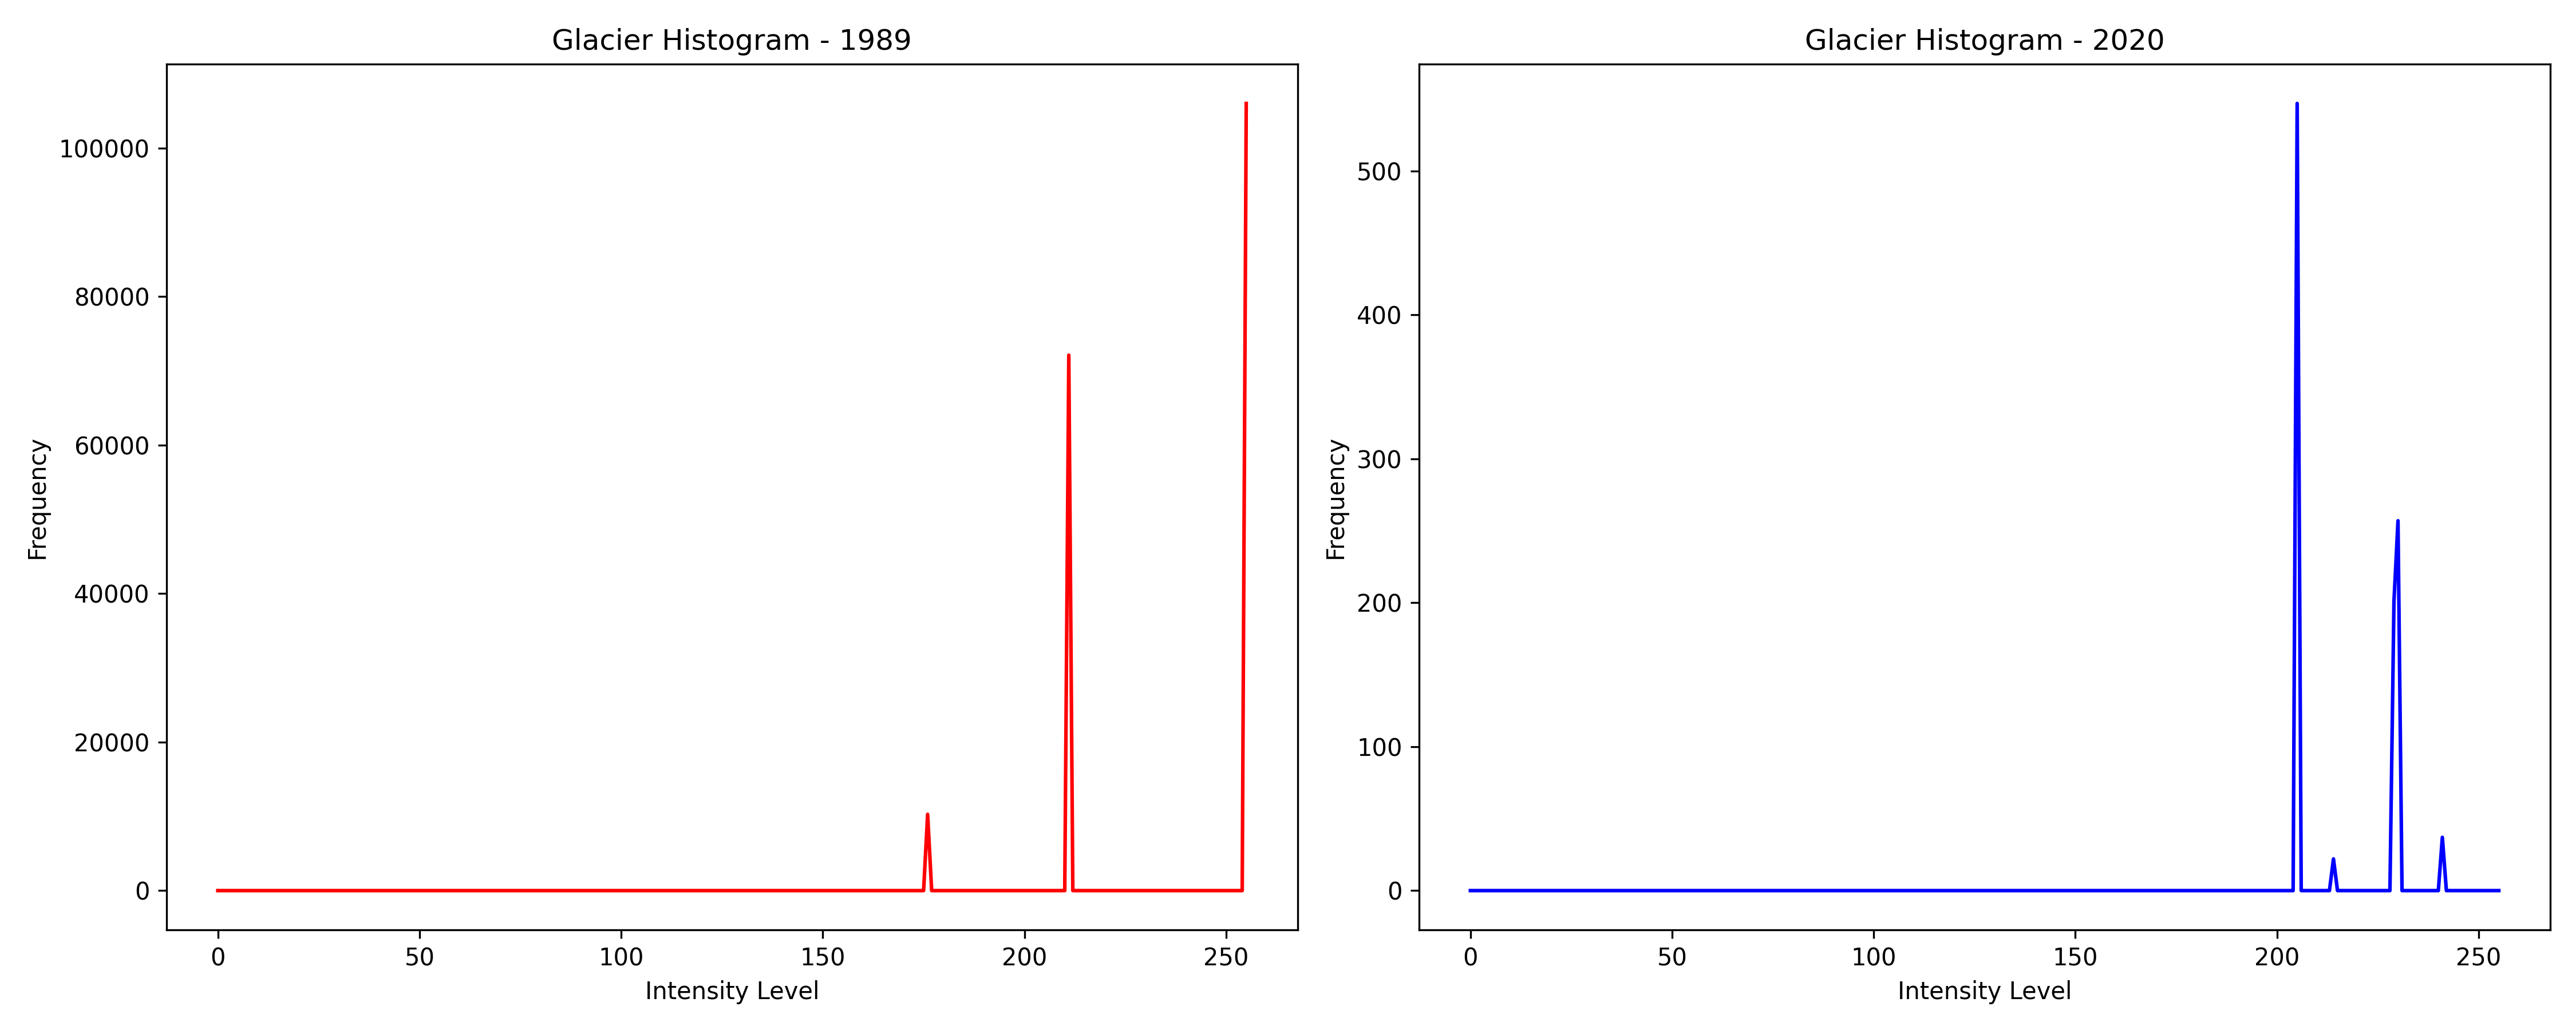 Glacier Histogram - 1989
Frequency
100000
80000
60000
40000
20000
0
0 50 100 150 200 250
Intensity Level
Glacier Histogram - 2020
Frequency
500
400
300
200
100
0
0 50 100 150 200 250
Intensity Level